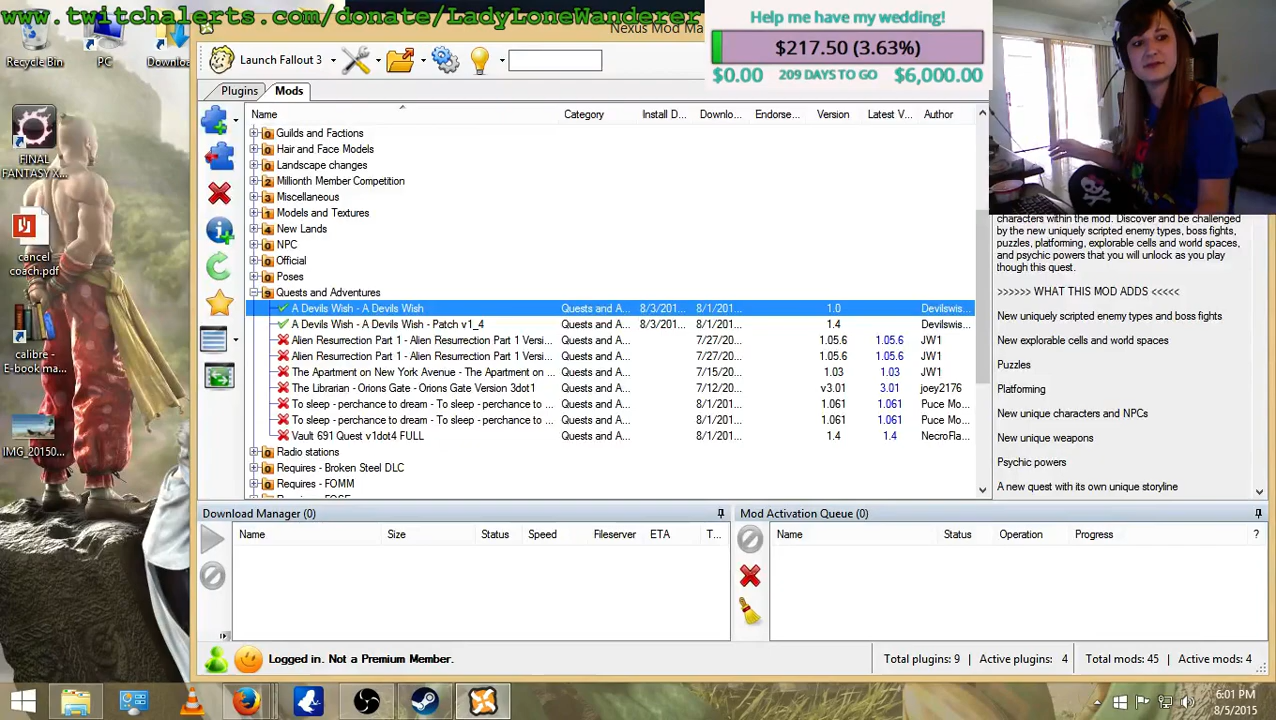 www.twitchalerts.com/donate/LadyLoneWanderer
Nexus Mod Ma
Help me have my wedding!
$217.50 (3.63%)
$0.00 209 DAYS TO GO $6,000.00
Recycle Bin
PC
Downloa
Launch Fallout 3
Plugins Mods
Name Category Install D... Downlo... Endorse... Version Latest V... Author
0 Guilds and Factions
0 Hair and Face Models
0 Landscape changes
2 Millionth Member Competition
3 Miscellaneous
1 Models and Textures
4 New Lands
0 NPC
0 Official
0 Poses
9 Quests and Adventures
A Devils Wish - A Devils Wish Quests and A... 8/3/201... 8/1/201... 1.0 Devilswis...
A Devils Wish - A Devils Wish - Patch v1_4 Quests and A... 8/3/201... 8/1/201... 1.4 Devilswis...
Alien Resurrection Part 1 - Alien Resurrection Part 1 Versi... Quests and A... 7/27/20... 1.05.6 1.05.6 JW1
Alien Resurrection Part 1 - Alien Resurrection Part 1 Versi... Quests and A... 7/27/20... 1.05.6 1.05.6 JW1
The Apartment on New York Avenue - The Apartment on ... Quests and A... 7/15/20... 1.03 1.03 JW1
The Librarian - Orions Gate - Orions Gate Version 3dot1 Quests and A... 7/12/20... v3.01 3.01 joey2176
To sleep - perchance to dream - To sleep - perchance to ... Quests and A... 8/1/201... 1.061 1.061 Puce Mo...
To sleep - perchance to dream - To sleep - perchance to ... Quests and A... 8/1/201... 1.061 1.061 Puce Mo...
Vault 691 Quest v1dot4 FULL Quests and A... 8/1/201... 1.4 1.4 NecroFla...
0 Radio stations
0 Requires - Broken Steel DLC
0 Requires - FOMM
characters within the mod. Discover and be challenged
by the new uniquely scripted enemy types, boss fights,
puzzles, platforming, explorable cells and world spaces,
and psychic powers that you will unlock as you play
though this quest.
>>>>>> WHAT THIS MOD ADDS <<<<<
New uniquely scripted enemy types and boss fights
New explorable cells and world spaces
Puzzles
Platforming
New unique characters and NPCs
New unique weapons
Psychic powers
A new quest with its own unique storyline
FINAL
FANTASY X...
cancel
coach.pdf
calibre -
E-book ma...
IMG_20150...
Download Manager (0)
Name Size Status Speed Fileserver ETA T...
Mod Activation Queue (0)
Name Status Operation Progress ?
Logged in. Not a Premium Member.
Total plugins: 9 Active plugins: 4 Total mods: 45 Active mods: 4
6:01 PM
8/5/2015